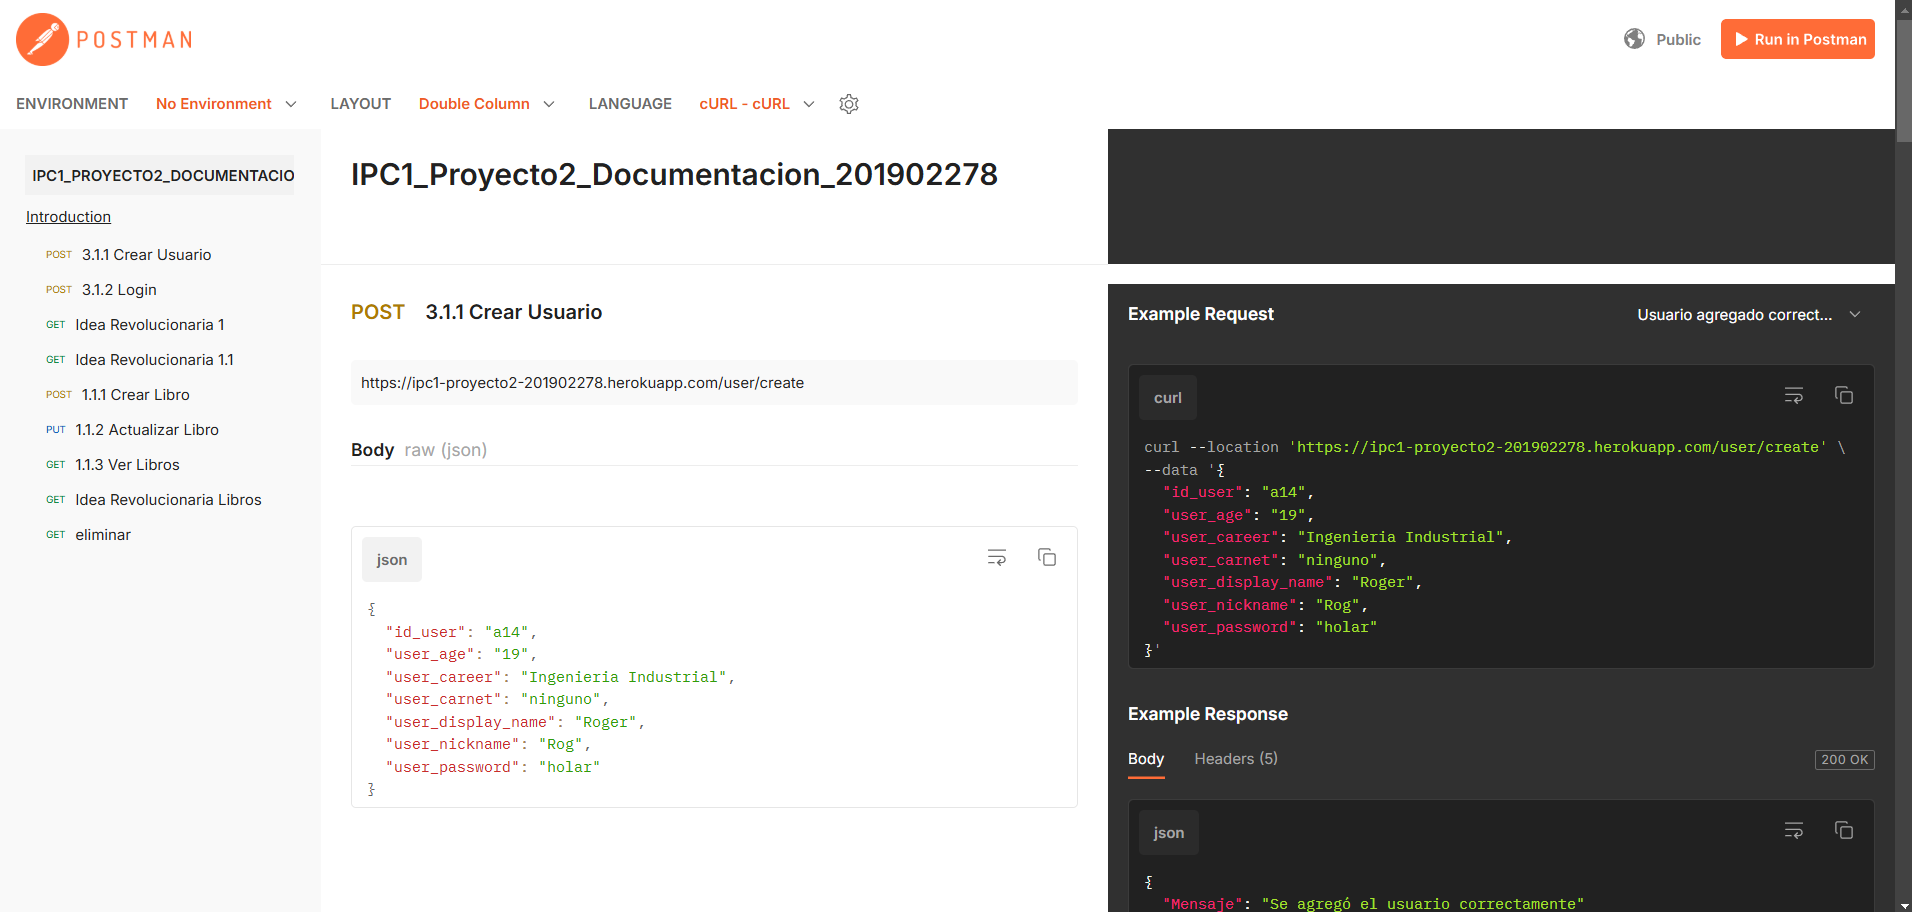 POSTMAN
Public
Run in Postman
ENVIRONMENT No Environment LAYOUT Double Column LANGUAGE cURL - cURL
IPC1_PROYECTO2_DOCUMENTACIO
Introduction
POST 3.1.1 Crear Usuario
POST 3.1.2 Login
GET Idea Revolucionaria 1
GET Idea Revolucionaria 1.1
POST 1.1.1 Crear Libro
PUT 1.1.2 Actualizar Libro
GET 1.1.3 Ver Libros
GET Idea Revolucionaria Libros
GET eliminar
IPC1_Proyecto2_Documentacion_201902278
POST 3.1.1 Crear Usuario
https://ipc1-proyecto2-201902278.herokuapp.com/user/create
Body raw (json)
json
{
"id_user": "a14",
"user_age": "19",
"user_career": "Ingenieria Industrial",
"user_carnet": "ninguno",
"user_display_name": "Roger",
"user_nickname": "Rog",
"user_password": "holar"
}
Example Request
Usuario agregado correct...
curl
curl --location 'https://ipc1-proyecto2-201902278.herokuapp.com/user/create' \
--data '{
"id_user": "a14",
"user_age": "19",
"user_career": "Ingenieria Industrial",
"user_carnet": "ninguno",
"user_display_name": "Roger",
"user_nickname": "Rog",
"user_password": "holar"
}'
Example Response
Body Headers (5)
200 OK
json
{
"Mensaje": "Se agregó el usuario correctamente"